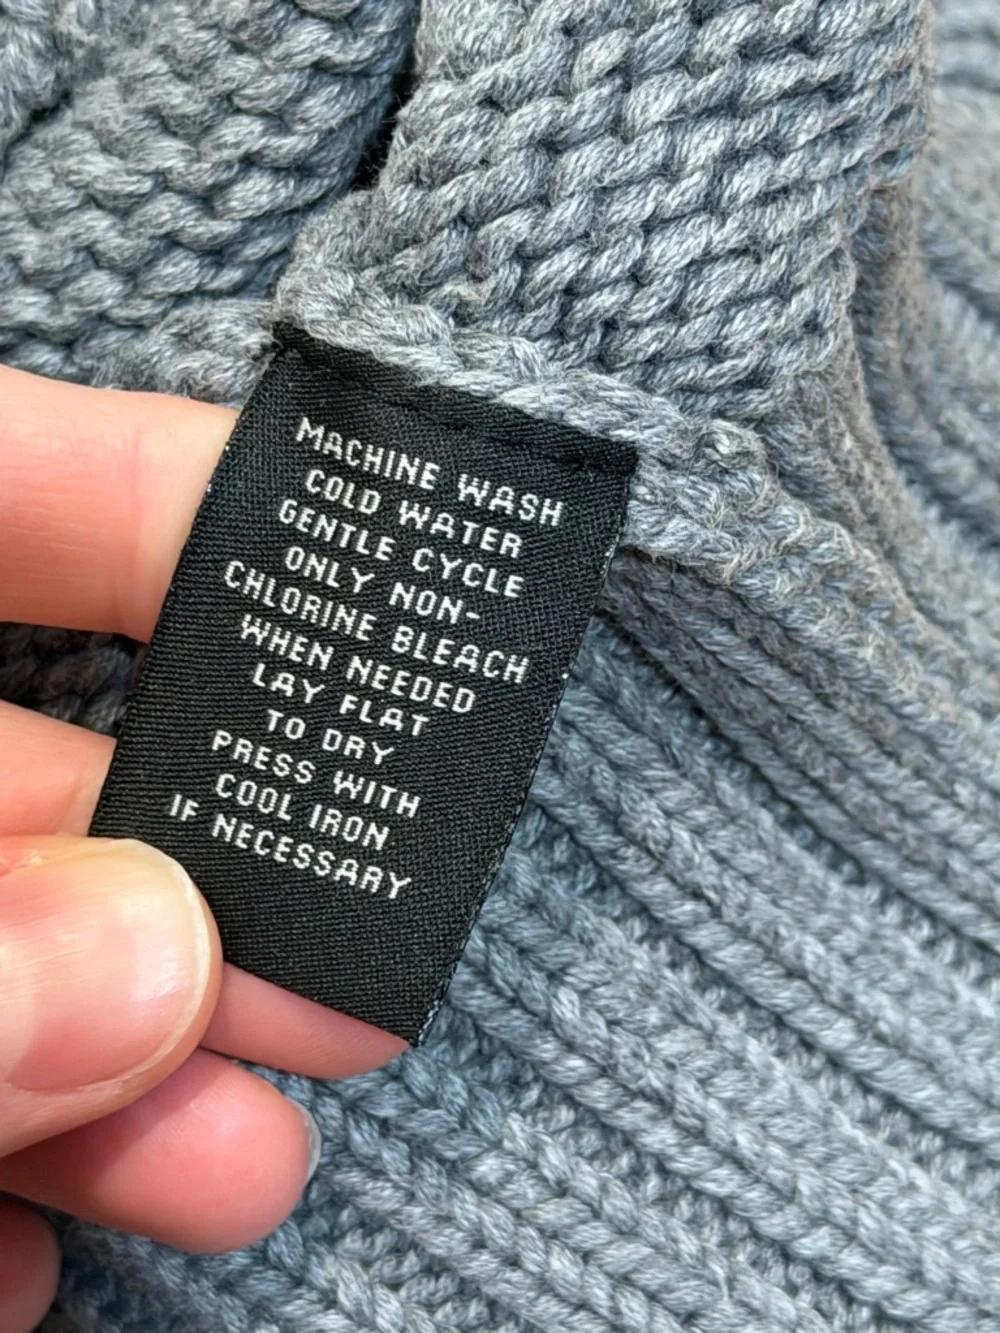 MACHINE WASH
COLD WATER
GENTLE CYCLE
ONLY NON-
CHLORINE BLEACH
WHEN NEEDED
LAY FLAT
TO DRY
PRESS WITH
COOL IRON
IF NECESSARY